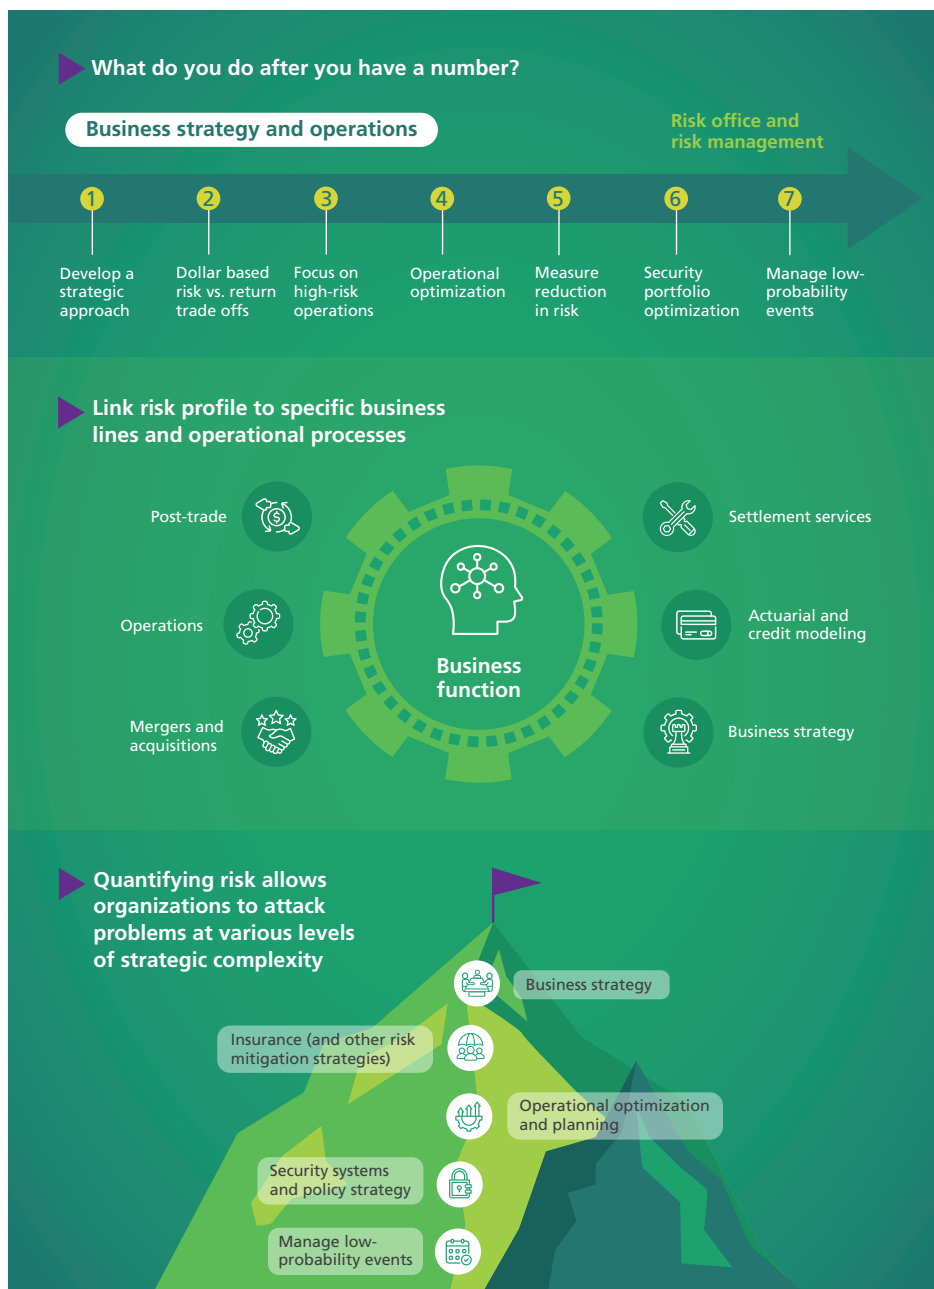 What do you do after you have a number?
Business strategy and operations
Risk office and
risk management
1
2
3
4
5
6
7
Develop a
strategic
approach
Dollar based
risk vs. return
trade offs
Focus on
high-risk
operations
Operational
optimization
Measure
reduction
in risk
Security
portfolio
optimization
Manage low-
probability
events
Link risk profile to specific business
lines and operational processes
Post-trade
Operations
Mergers and
acquisitions
Business
function
Settlement services
Actuarial and
credit modeling
Business strategy
Quantifying risk allows
organizations to attack
problems at various levels
of strategic complexity
Business strategy
Insurance (and other risk
mitigation strategies)
Operational optimization
and planning
Security systems
and policy strategy
Manage low-
probability events